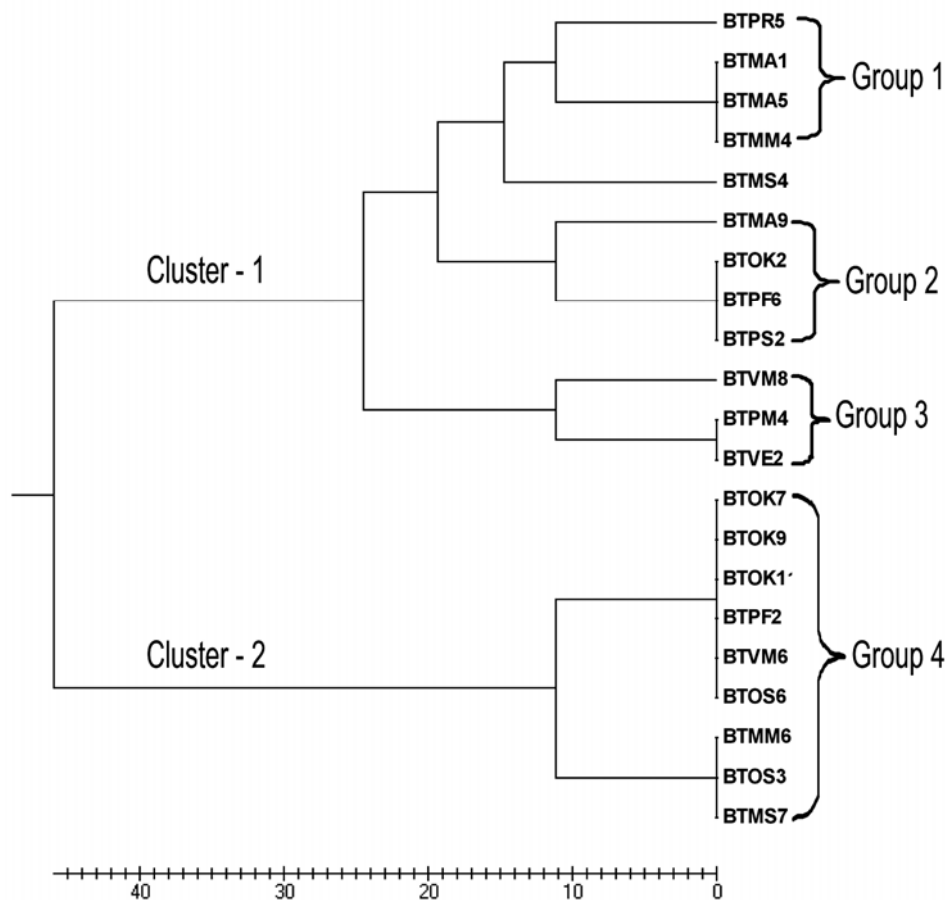 BTPR5
BTMA1
BTMA5
BTMM4
Group 1
BTMS4
BTMA9
BTOK2
BTPF6
BTPS2
Group 2
Cluster - 1
BTVM8
BTPM4
BTVE2
Group 3
BTOK7
BTOK9
BTOK1´
BTPF2
BTVM6
BTOS6
BTMM6
BTOS3
BTMS7
Group 4
Cluster - 2
40 30 20 10 0